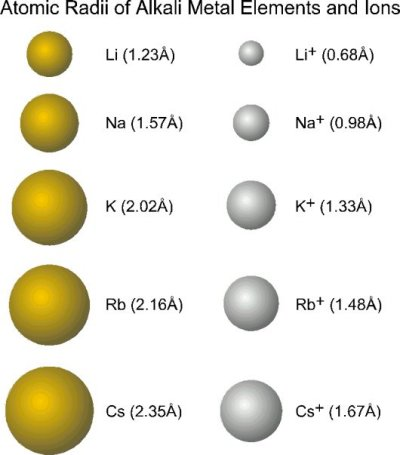 Atomic Radii of Alkali Metal Elements and Ions
Li (1.23Å) Li⁺ (0.68Å)
Na (1.57Å) Na⁺ (0.98Å)
K (2.02Å) K⁺ (1.33Å)
Rb (2.16Å) Rb⁺ (1.48Å)
Cs (2.35Å) Cs⁺ (1.67Å)